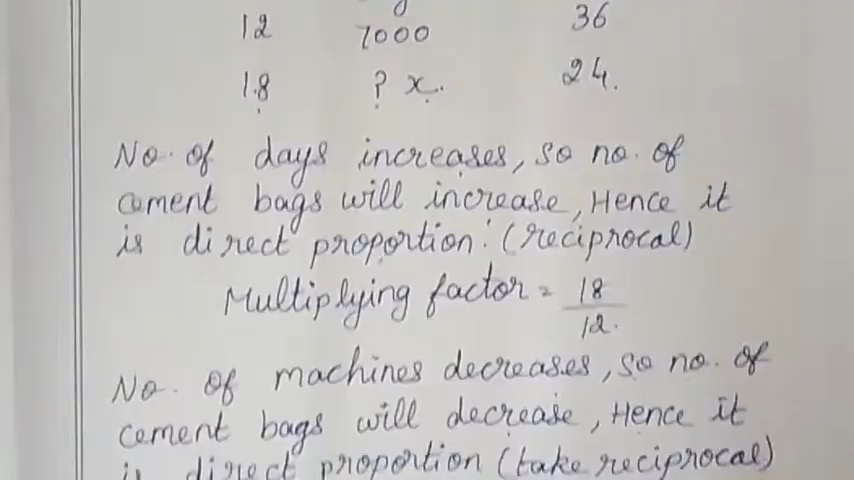 12 7000 36
18 ? x. 24.
No. of days increases, so no. of
cement bags will increase, Hence it
is direct proportion. (reciprocal)
Multiplying factor = 18
12.
No. of machines decreases, so no. of
cement bags will decrease, Hence it
is direct proportion (take reciprocal)